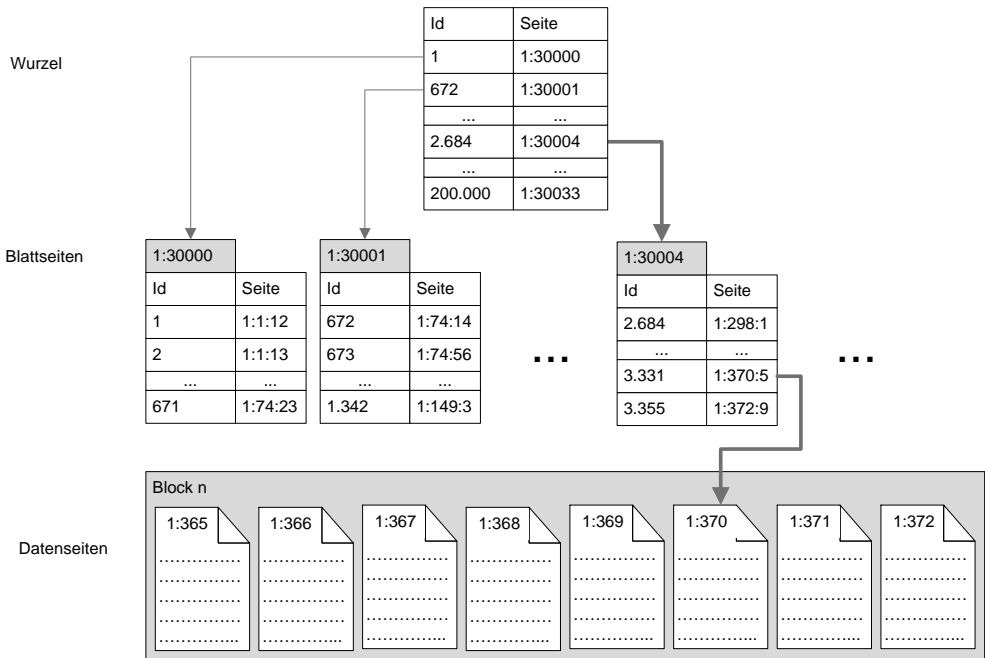 Id Seite
Wurzel
1 1:30000
672 1:30001
... ...
2.684 1:30004
... ...
200.000 1:30033
Blattseiten
1:30000
Id Seite
1 1:1:12
2 1:1:13
... ...
671 1:74:23
1:30001
Id Seite
672 1:74:14
673 1:74:56
... ...
1.342 1:149:3
...
1:30004
Id Seite
2.684 1:298:1
... ...
3.331 1:370:5
3.355 1:372:9
...
Block n
Datenseiten
1:365 1:366 1:367 1:368 1:369 1:370 1:371 1:372